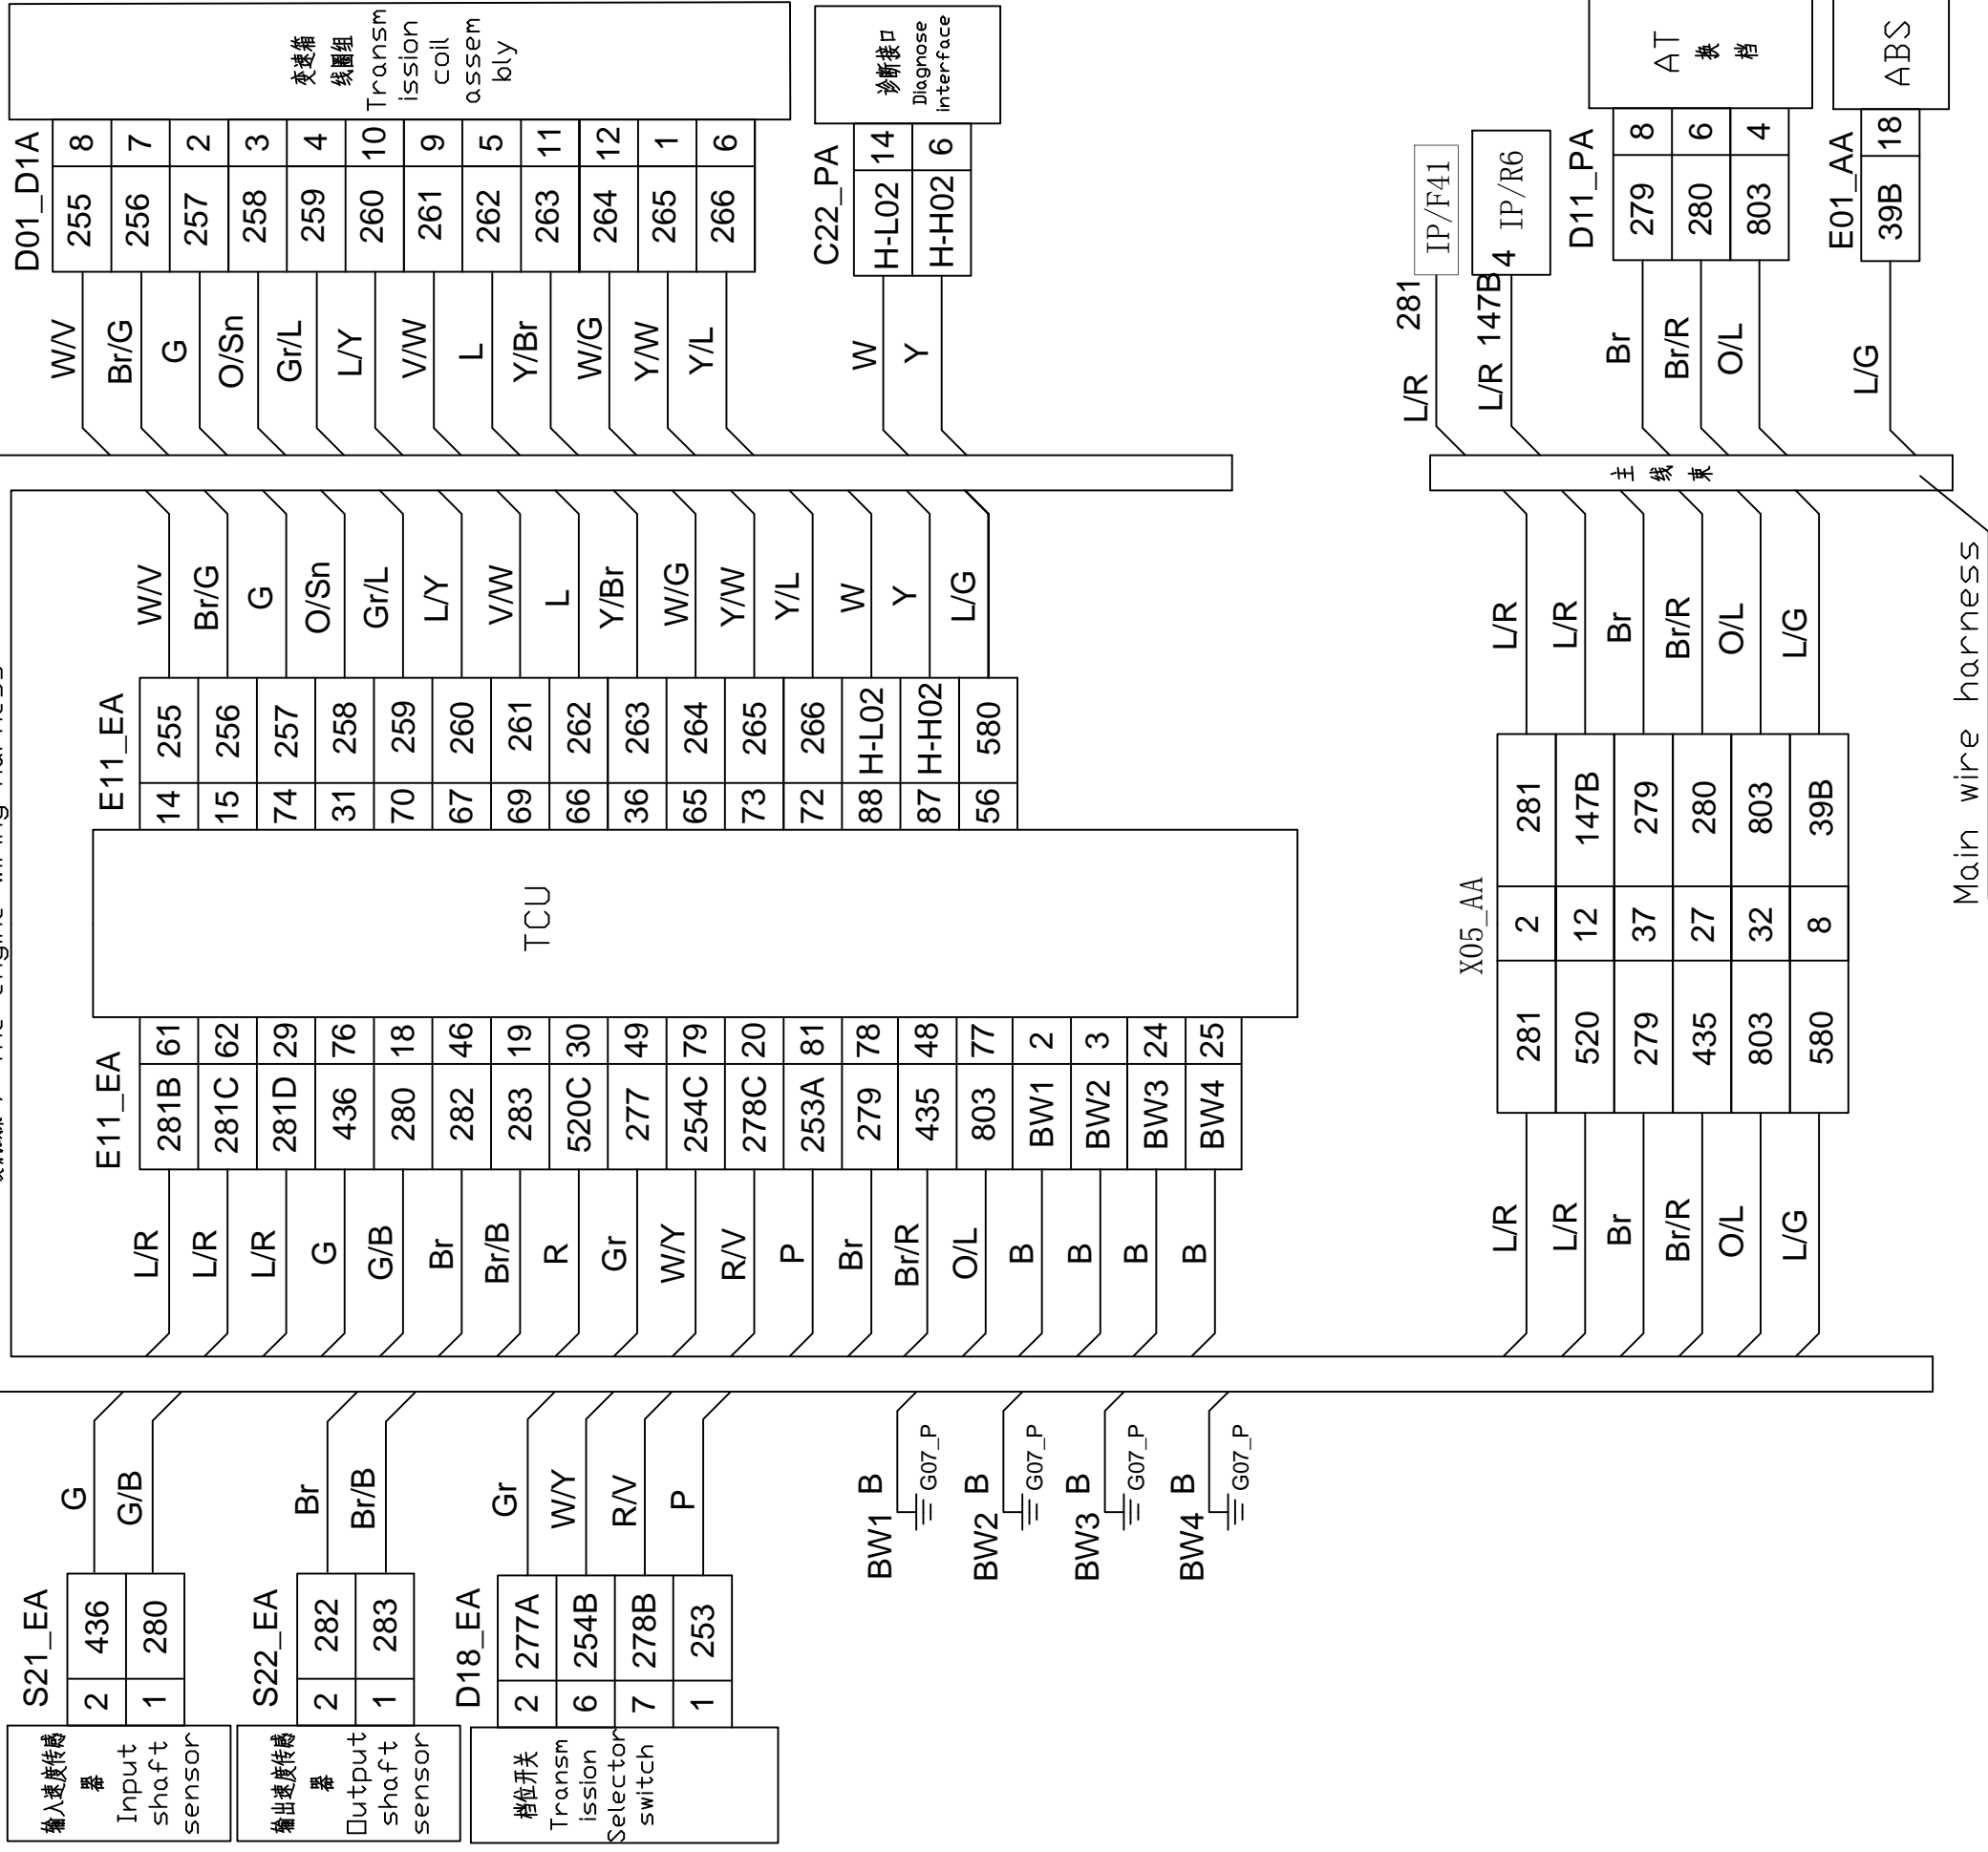 变速箱
线圈组
Transm
ission
coil
assem
bly
D01_D1A
255 8
256 7
257 2
258 3
259 4
260 10
261 9
262 5
263 11
264 12
265 1
266 6
W/V
Br/G
G
O/Sn
Gr/L
L/Y
V/W
L
Y/Br
W/G
Y/W
Y/L
诊断接口
Diagnose
interface
C22_PA
H-L02 14
H-H02 6
W
Y
IP/F41
L/R 281
IP/R6
L/R 147B 4
AT
换
档
D11_PA
279 8
280 6
803 4
Br
Br/R
O/L
ABS
E01_AA
39B 18
L/G
主
线
束
Main wire harness
W/V
Br/G
G
O/Sn
Gr/L
L/Y
V/W
L
Y/Br
W/G
Y/W
Y/L
W
Y
L/G
E11_EA
14 255
15 256
74 257
31 258
70 259
67 260
69 261
66 262
36 263
65 264
73 265
72 266
88 H-L02
87 H-H02
56 580
TCU
E11_EA
281B 61
281C 62
281D 29
436 76
280 18
282 46
283 19
520C 30
277 49
254C 79
278C 20
253A 81
279 78
435 48
803 77
BW1 2
BW2 3
BW3 24
BW4 25
L/R
L/R
L/R
G
G/B
Br
Br/B
R
Gr
W/Y
R/V
P
Br
Br/R
O/L
B
B
B
B
L/R
L/R
Br
Br/R
O/L
L/G
X05_AA
281 2 281
520 12 147B
279 37 279
435 27 280
803 32 803
580 8 39B
L/R
L/R
Br
Br/R
O/L
L/G
G
G/B
S21_EA
2 436
1 280
输入速度传感
器
Input
shaft
sensor
Br
Br/B
S22_EA
2 282
1 283
输出速度传感
器
Output
shaft
sensor
Gr
W/Y
R/V
P
D18_EA
2 277A
6 254B
7 278B
1 253
档位开关
Transm
ission
Selector
switch
BW1 B
G07_P
BW2 B
G07_P
BW3 B
G07_P
BW4 B
G07_P